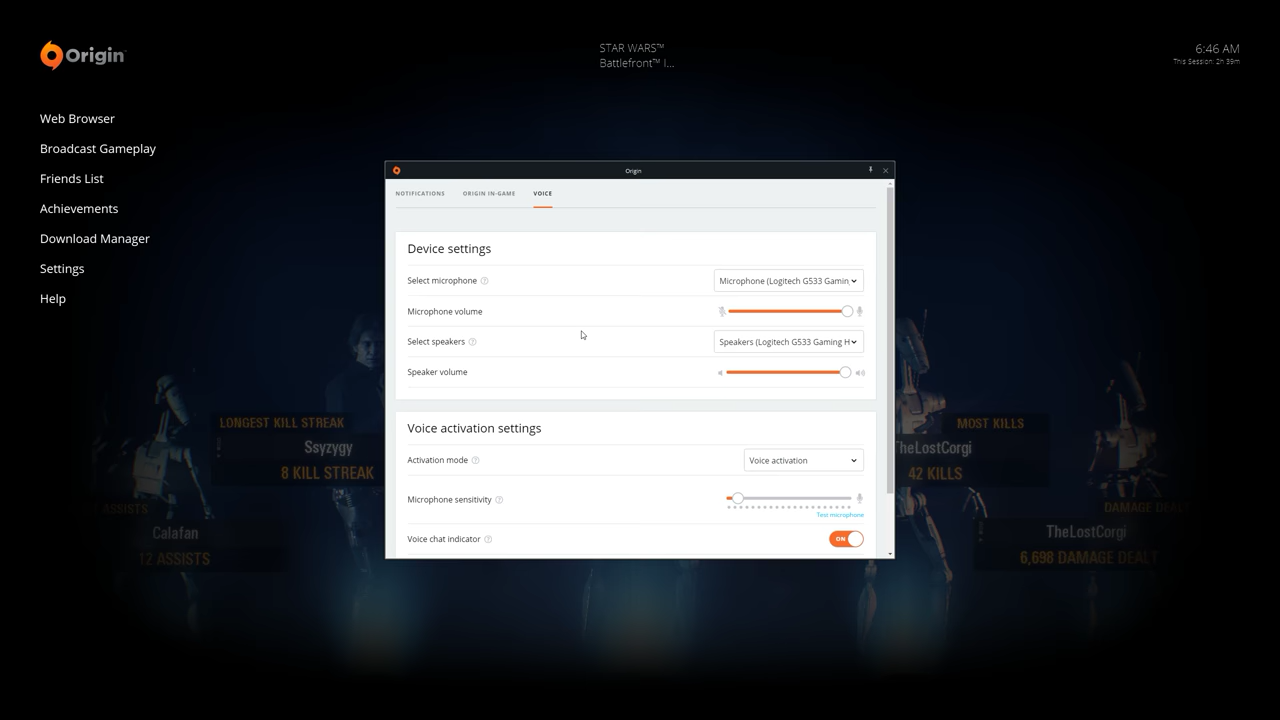 Origin
STAR WARS™
Battlefront™ I...
6:46 AM
This Session: 2h 39m
Web Browser
Broadcast Gameplay
Friends List
Achievements
Download Manager
Settings
Help
Origin
NOTIFICATIONS
ORIGIN IN-GAME
VOICE
Device settings
Select microphone
Microphone (Logitech G533 Gamin
Microphone volume
Select speakers
Speakers (Logitech G533 Gaming H
Speaker volume
Voice activation settings
Activation mode
Voice activation
Microphone sensitivity
Test microphone
Voice chat indicator
ON
LONGEST KILL STREAK
Ssyzygy
8 KILL STREAK
ASSISTS
Calafan
12 ASSISTS
MOST KILLS
TheLostCorgi
42 KILLS
DAMAGE DEALT
TheLostCorgi
6,698 DAMAGE DEALT